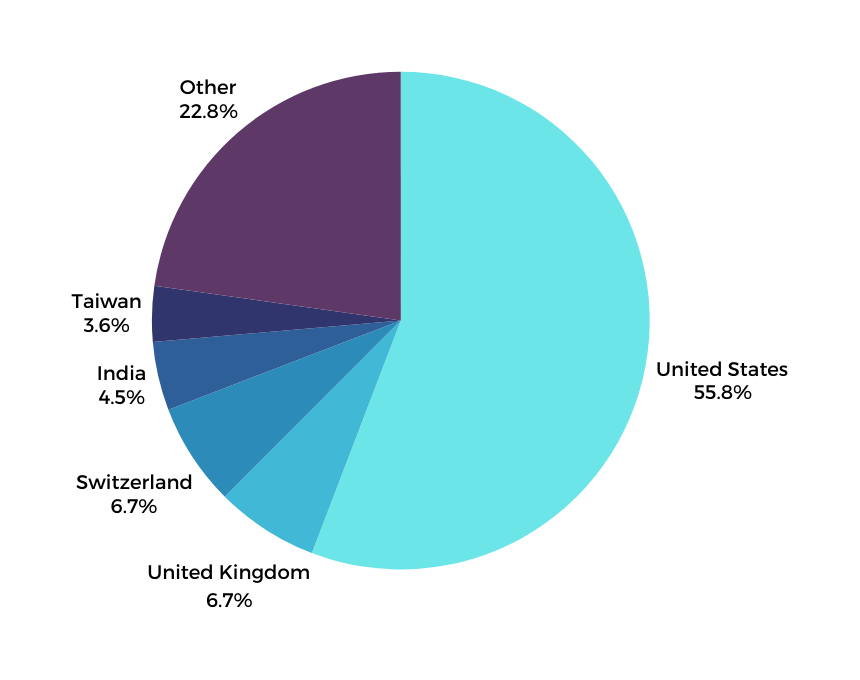 Other
22.8%
Taiwan
3.6%
India
4.5%
United States
55.8%
Switzerland
6.7%
United Kingdom
6.7%